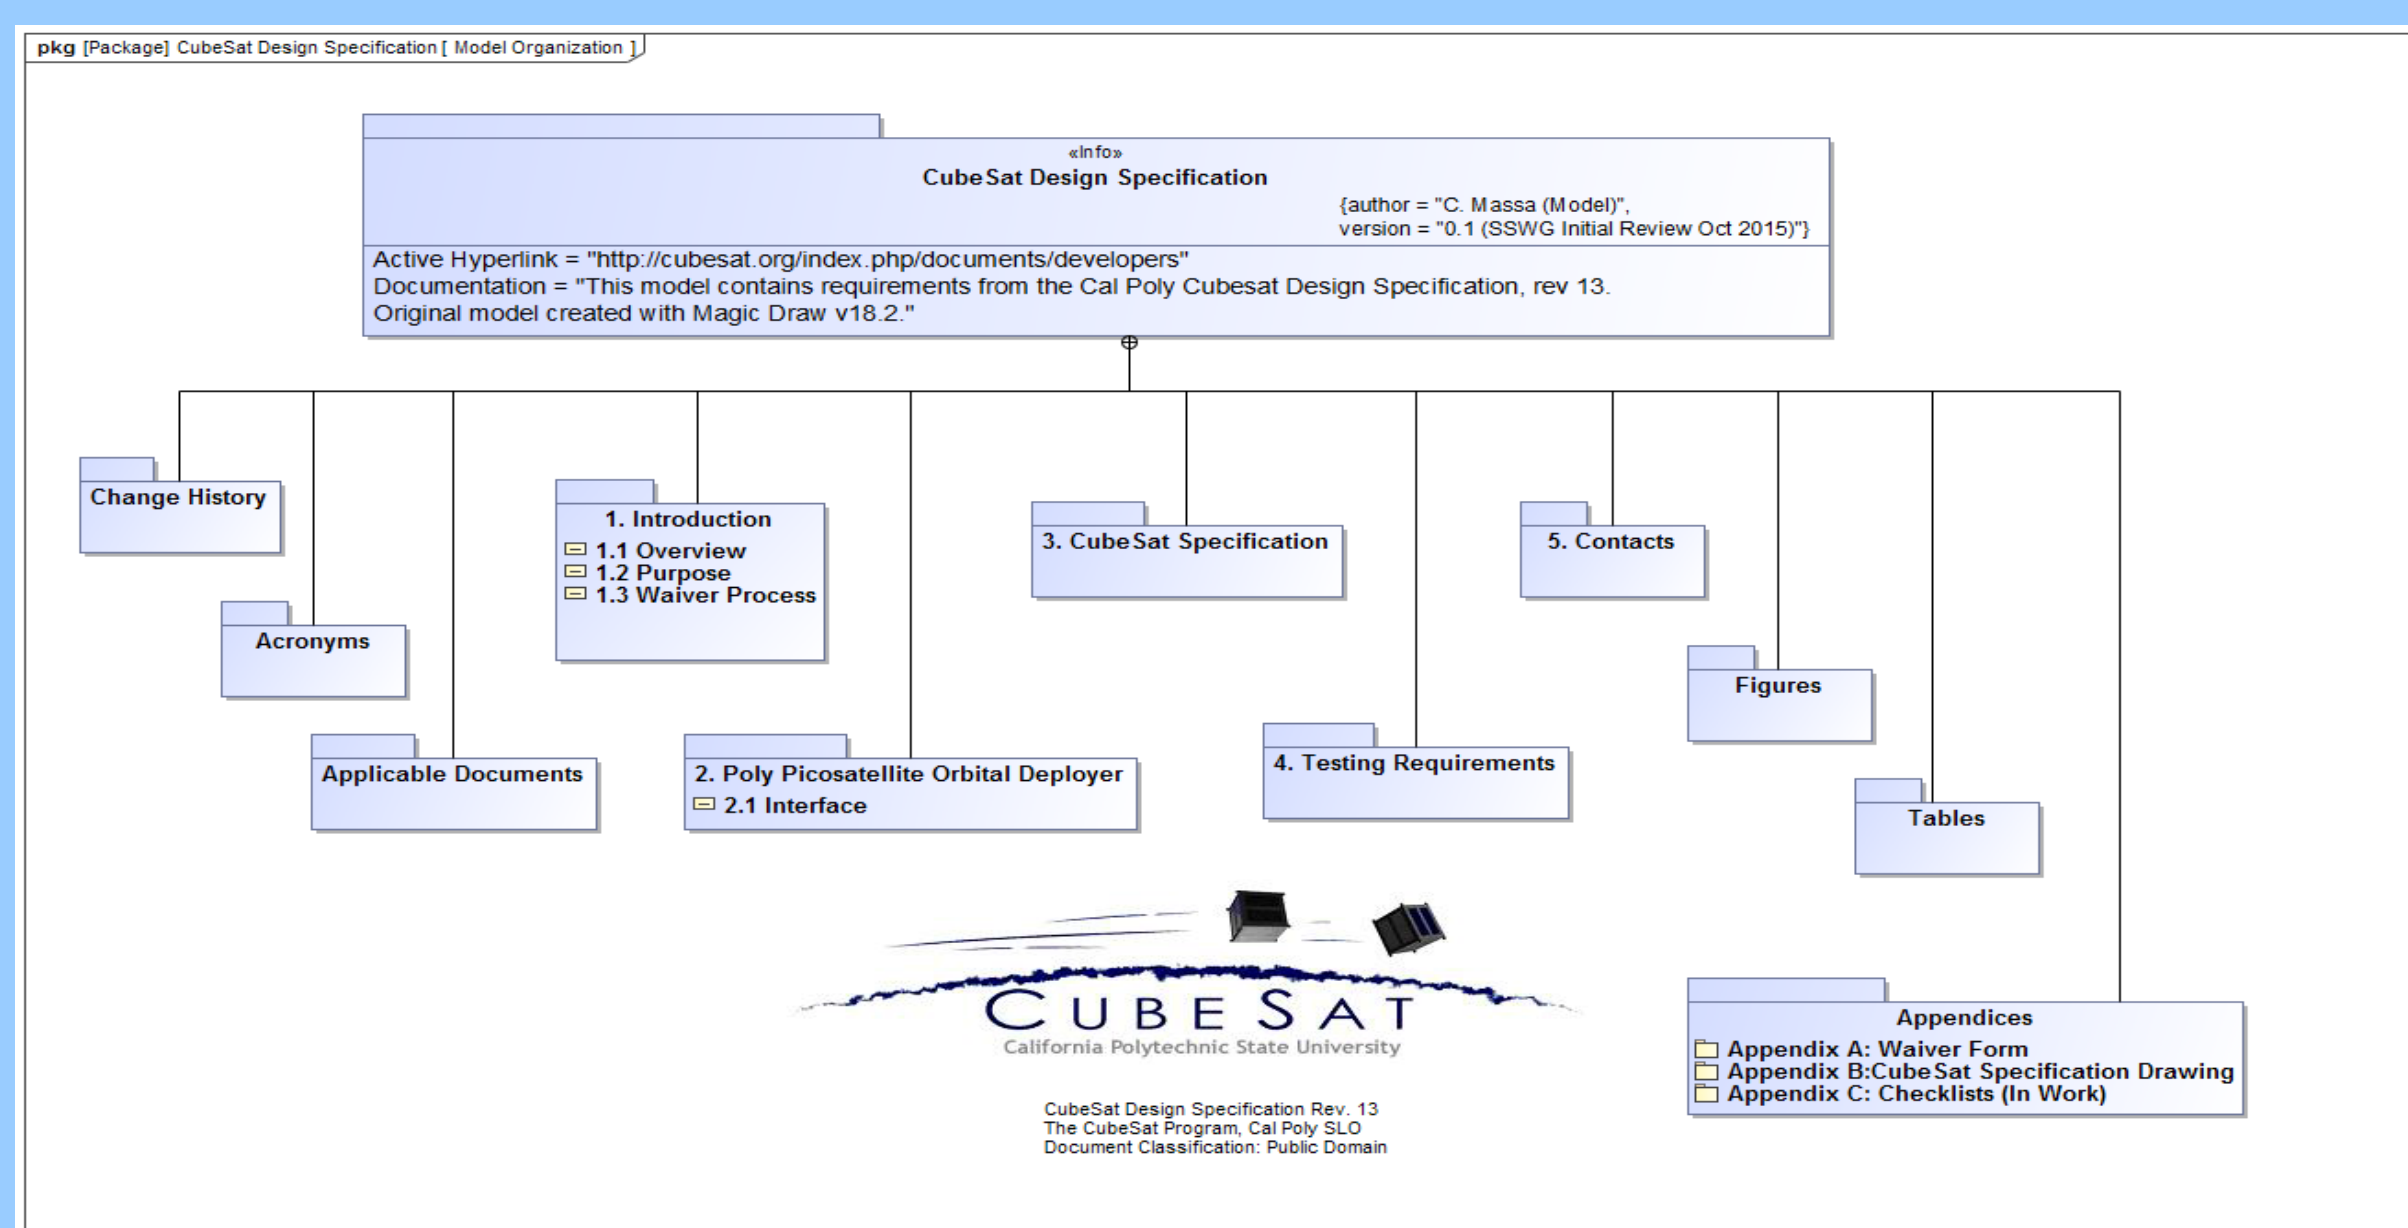 pkg [Package] CubeSat Design Specification [ Model Organization ]
«Info»
CubeSat Design Specification
{author = "C. Massa (Model)",
version = "0.1 (SSWG Initial Review Oct 2015)"}
Active Hyperlink = "http://cubesat.org/index.php/documents/developers"
Documentation = "This model contains requirements from the Cal Poly Cubesat Design Specification, rev 13.
Original model created with Magic Draw v18.2."
Change History
Acronyms
Applicable Documents
1. Introduction
1.1 Overview
1.2 Purpose
1.3 Waiver Process
2. Poly Picosatellite Orbital Deployer
2.1 Interface
3. CubeSat Specification
4. Testing Requirements
5. Contacts
Figures
Tables
Appendices
Appendix A: Waiver Form
Appendix B:CubeSat Specification Drawing
Appendix C: Checklists (In Work)
CUBESAT
California Polytechnic State University
CubeSat Design Specification Rev. 13
The CubeSat Program, Cal Poly SLO
Document Classification: Public Domain